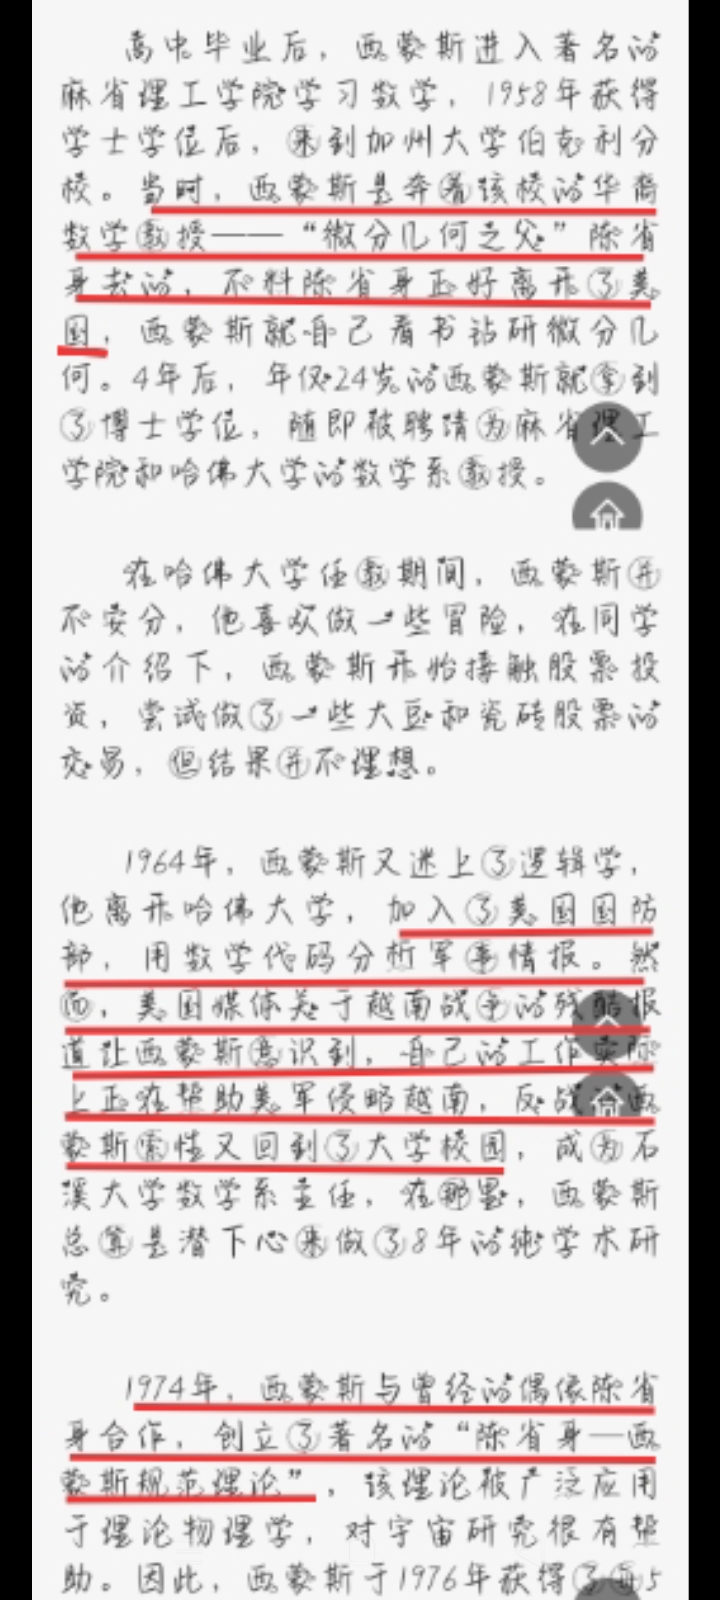 高中毕业后，西蒙斯进入著名的
麻省理工学院学习数学，1958年获得
学士学位后，来到加州大学伯克利分
校。当时，西蒙斯是奔着该校的华裔
数学教授——“微分几何之父”陈省
身去的，不料陈省身正好离开了美
国，西蒙斯就自己看书钻研微分几
何。4年后，年仅24岁的西蒙斯就拿到
了博士学位，随即被聘请为麻省理工
学院和哈佛大学的数学系教授。
在哈佛大学任教期间，西蒙斯并
不安分，他喜欢做一些冒险，在同学
的介绍下，西蒙斯开始接触股票投
资，尝试做了一些大豆和瓷砖股票的
交易，但结果并不理想。
1964年，西蒙斯又迷上了逻辑学，
他离开哈佛大学，加入了美国国防
部，用数学代码分析军事情报。然
而，美国媒体关于越南战争的残酷报
道让西蒙斯意识到，自己的工作实际
上正在帮助美军侵略越南，反战的西
蒙斯索性又回到了大学校园，成为石
溪大学数学系主任，在那里，西蒙斯
总算是潜下心来做了8年的纯学术研
究。
1974年，西蒙斯与曾经的偶像陈省
身合作，创立了著名的“陈省身—西
蒙斯规范理论”，该理论被广泛应用
于理论物理学，对宇宙研究很有帮
助。因此，西蒙斯于1976年获得了每5